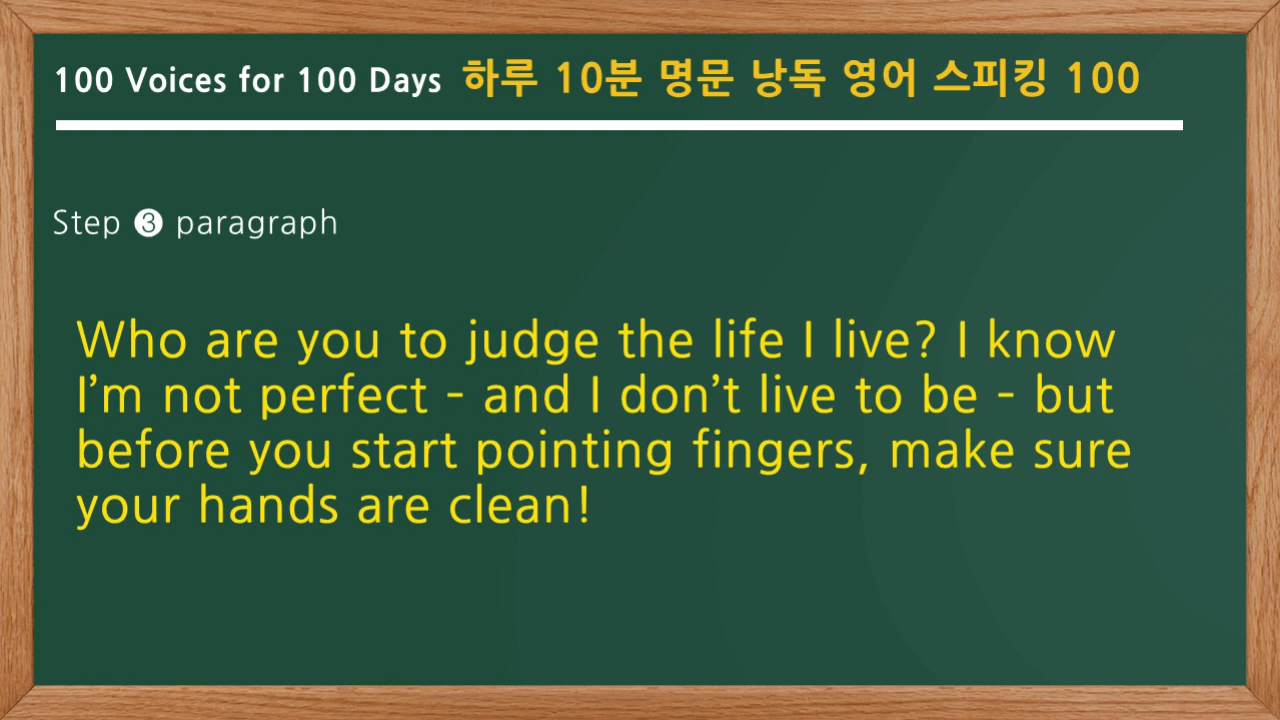 100 Voices for 100 Days 하루 10분 명문 낭독 영어 스피킹 100
Step ❸ paragraph
Who are you to judge the life I live? I know
I’m not perfect - and I don’t live to be - but
before you start pointing fingers, make sure
your hands are clean!